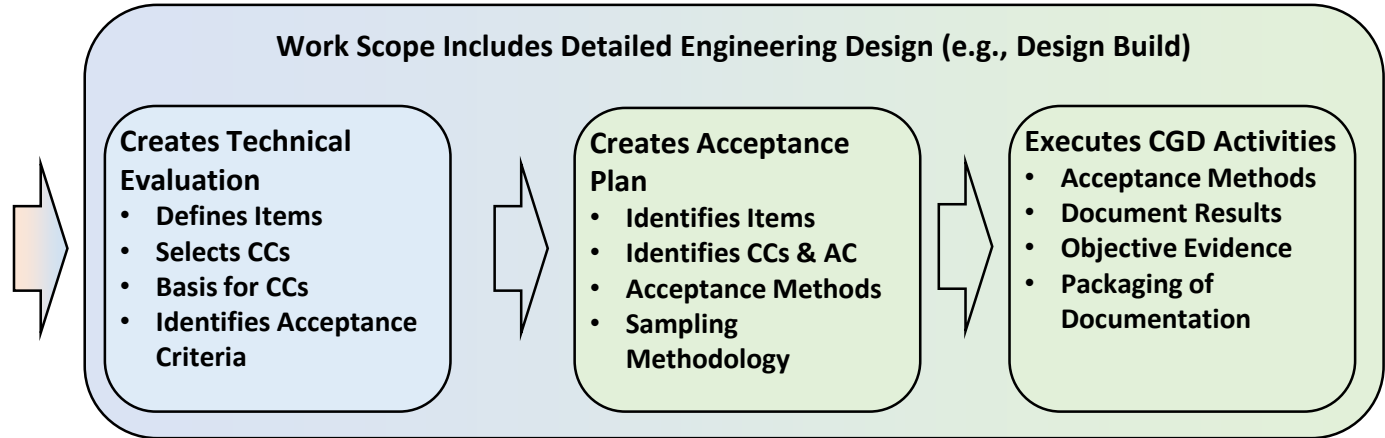 Work Scope Includes Detailed Engineering Design (e.g., Design Build)
Creates Technical
Evaluation
• Defines Items
• Selects CCs
• Basis for CCs
• Identifies Acceptance
Criteria
Creates Acceptance
Plan
• Identifies Items
• Identifies CCs & AC
• Acceptance Methods
• Sampling
Methodology
Executes CGD Activities
• Acceptance Methods
• Document Results
• Objective Evidence
• Packaging of
Documentation